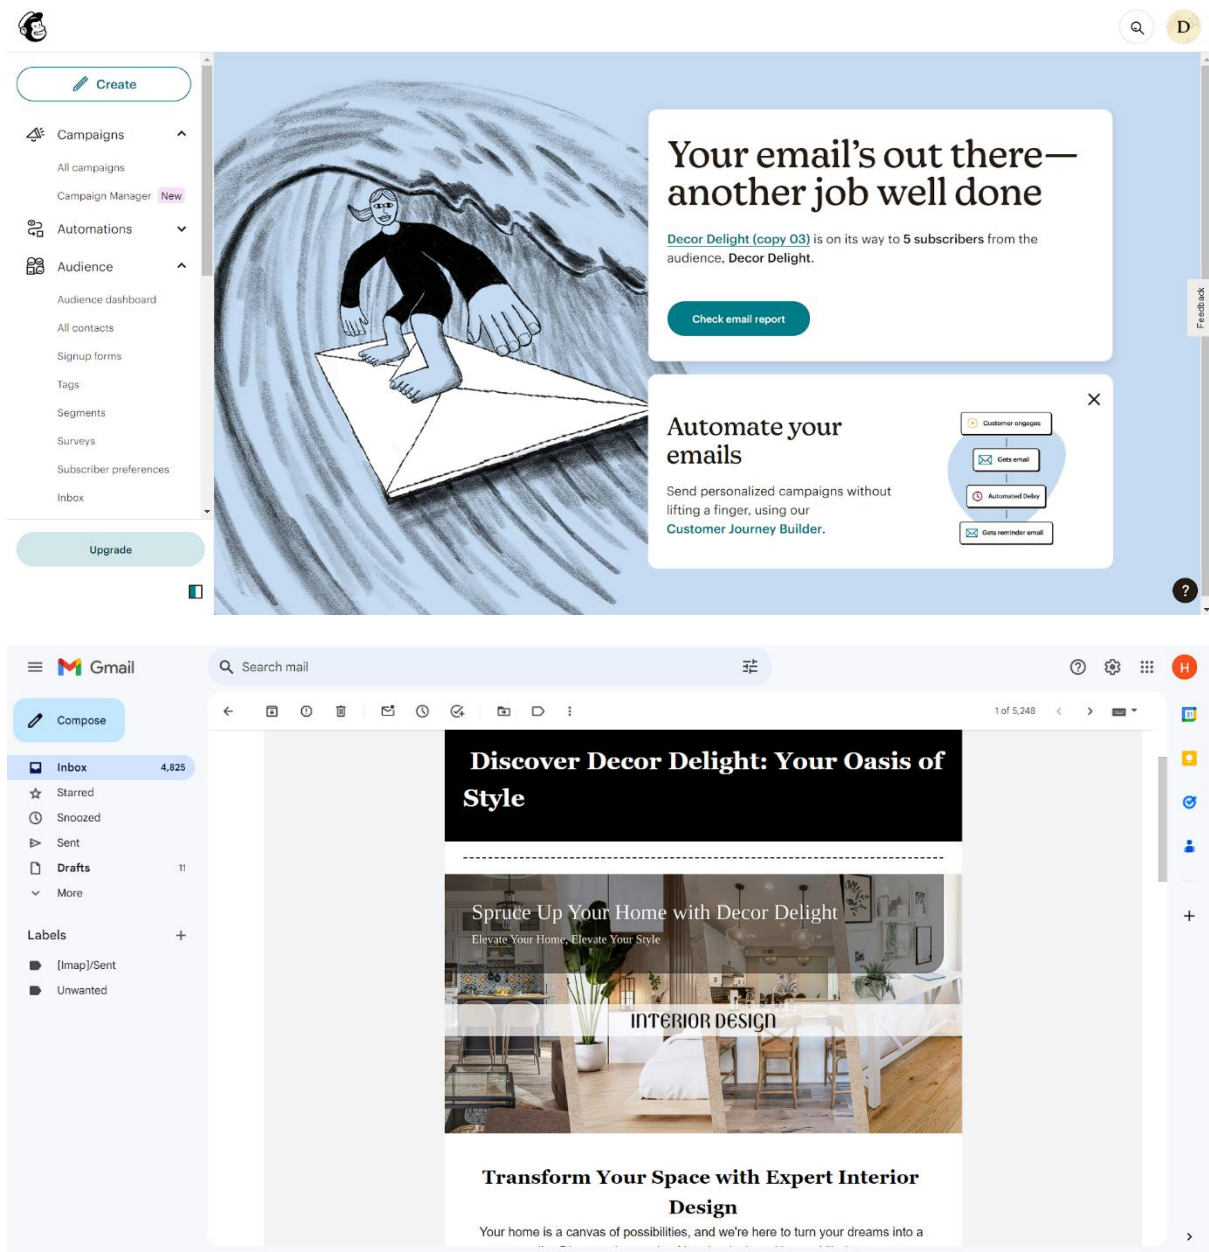 D
Create
Campaigns
All campaigns
Campaign Manager New
Automations
Audience
Audience dashboard
All contacts
Signup forms
Tags
Segments
Surveys
Subscriber preferences
Inbox
Upgrade
Your email's out there—
another job well done
Decor Delight (copy 03) is on its way to 5 subscribers from the
audience, Decor Delight.
Check email report
Feedback
Automate your
emails
Send personalized campaigns without
lifting a finger, using our
Customer Journey Builder.
Customer engages
Gets email
Automated Delay
Gets reminder email
?
Gmail
Search mail
H
Compose
1 of 5,248
31
Inbox 4,825
Starred
Snoozed
Sent
Drafts 11
More
Labels
[Imap]/Sent
Unwanted
Discover Decor Delight: Your Oasis of
Style
Spruce Up Your Home with Decor Delight
Elevate Your Home, Elevate Your Style
INTERIOR DESIGN
Transform Your Space with Expert Interior
Design
Your home is a canvas of possibilities, and we're here to turn your dreams into a